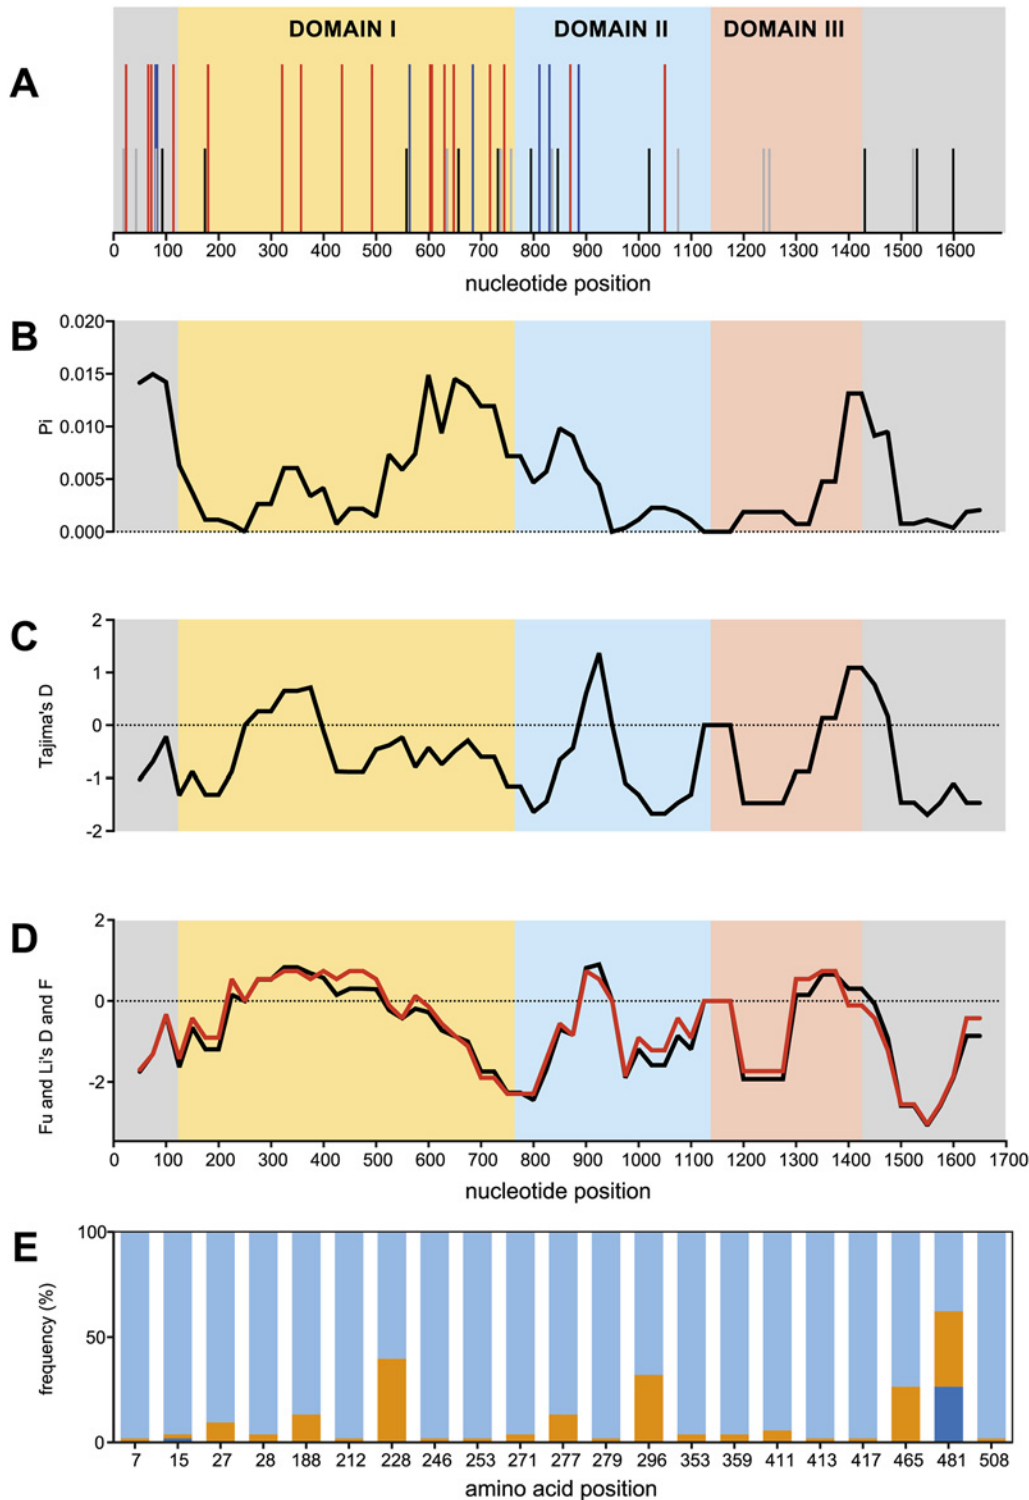 A
DOMAIN I DOMAIN II DOMAIN III
0 100 200 300 400 500 600 700 800 900 1000 1100 1200 1300 1400 1500 1600
nucleotide position
B
Pi
0.020
0.015
0.010
0.005
0.000
C
Tajima's D
2
1
0
-1
-2
D
Fu and Li's D and F
2
0
-2
0 100 200 300 400 500 600 700 800 900 1000 1100 1200 1300 1400 1500 1600 1700
nucleotide position
E
frequency (%)
100
50
0
7 15 27 28 188 212 228 246 253 271 277 279 296 353 359 411 413 417 465 481 508
amino acid position